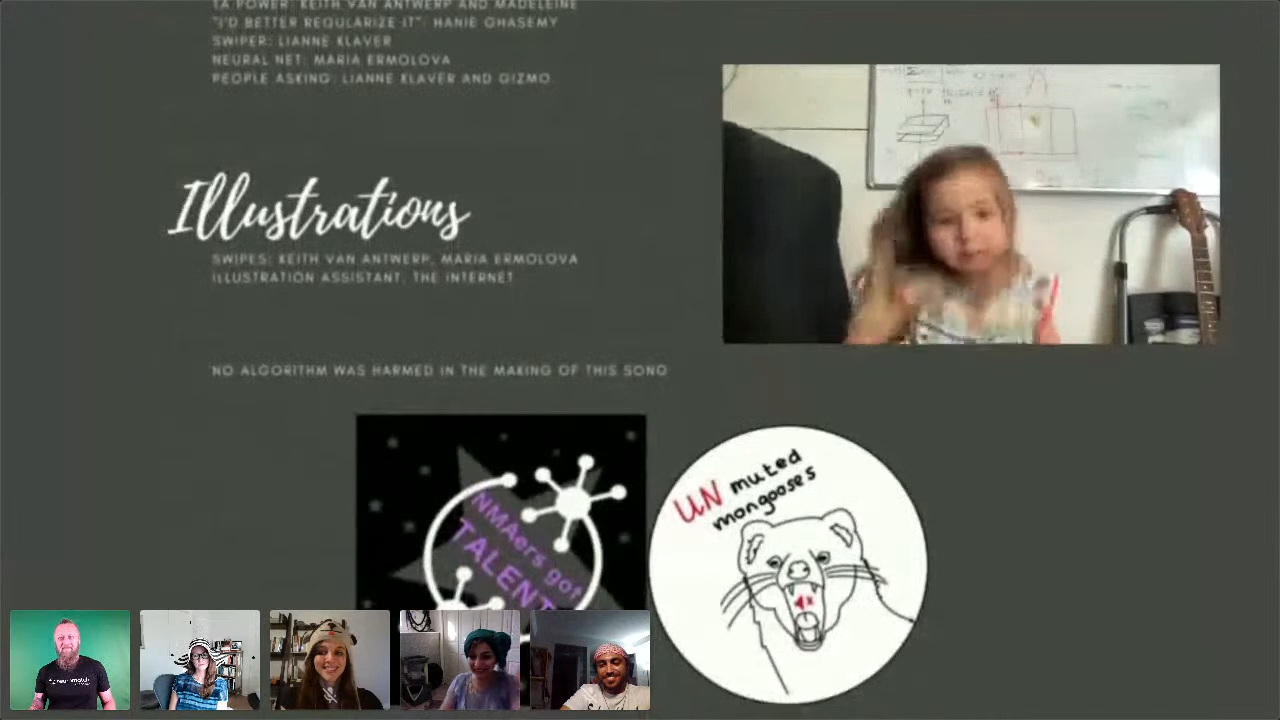 TA POWER: KEITH VAN ANTWERP AND MADELEINE
"I'D BETTER REGULARIZE IT": HANIE GHASEMY
SWIPER: LIANNE KLAVER
NEURAL NET: MARIA ERMOLOVA
PEOPLE ASKING: LIANNE KLAVER AND GIZMO
Illustrations
SWIPES: KEITH VAN ANTWERP, MARIA ERMOLOVA
ILLUSTRATION ASSISTANT: THE INTERNET
NO ALGORITHM WAS HARMED IN THE MAKING OF THIS SONG
NMAers got
TALENT
UN muted
mongooses